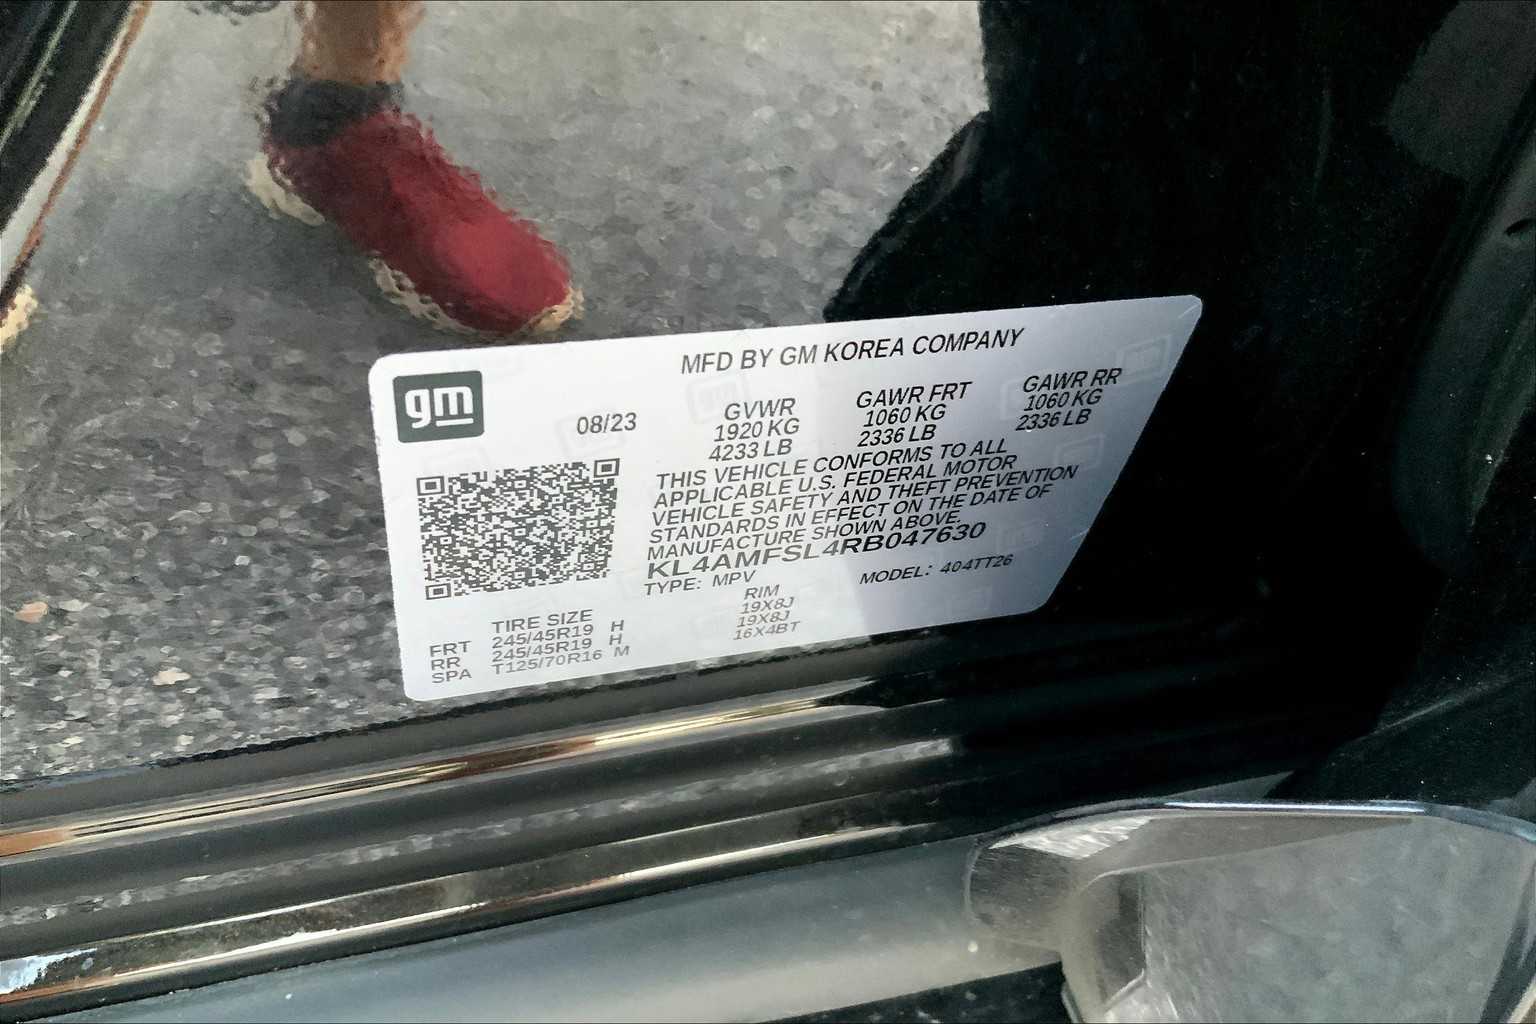 MFD BY GM KOREA COMPANY
gm
08/23
GVWR GAWR FRT GAWR RR
1920 KG 1060 KG 1060 KG
4233 LB 2336 LB 2336 LB
THIS VEHICLE CONFORMS TO ALL
APPLICABLE U.S. FEDERAL MOTOR
VEHICLE SAFETY AND THEFT PREVENTION
STANDARDS IN EFFECT ON THE DATE OF
MANUFACTURE SHOWN ABOVE.
KL4AMFSL4RB047630
TYPE: MPV MODEL: 404TT26
TIRE SIZE RIM
FRT 245/45R19 H 19X8J
RR 245/45R19 H 19X8J
SPA T125/70R16 M 16X4BT